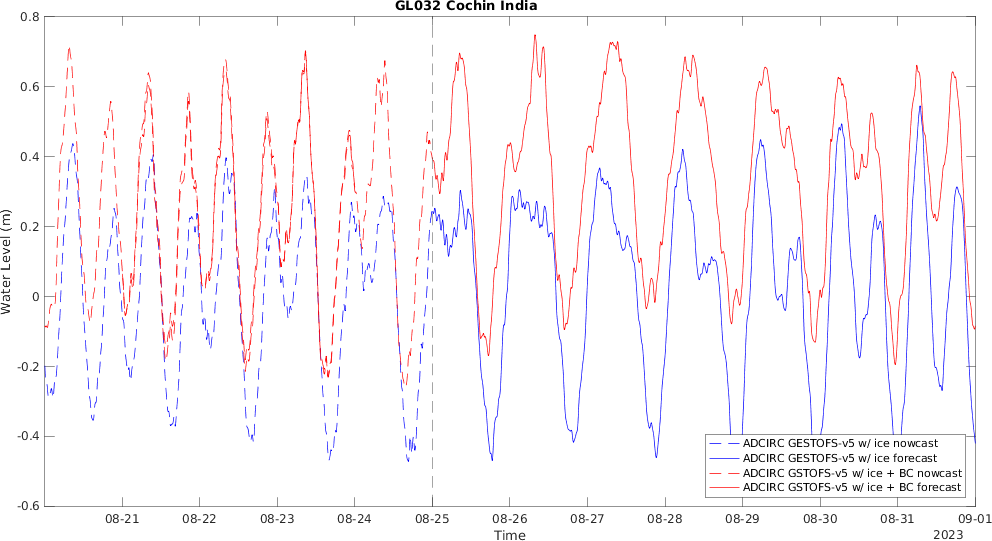 GL032 Cochin India
0.8
0.6
0.4
0.2
0
-0.2
-0.4
-0.6
Water Level (m)
08-21 08-22 08-23 08-24 08-25 08-26 08-27 08-28 08-29 08-30 08-31 09-01
Time
2023
ADCIRC GESTOFS-v5 w/ ice nowcast
ADCIRC GESTOFS-v5 w/ ice forecast
ADCIRC GSTOFS-v5 w/ ice + BC nowcast
ADCIRC GSTOFS-v5 w/ ice + BC forecast